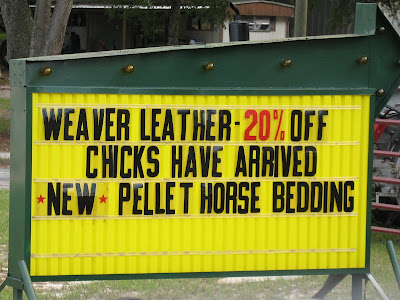 WEAVER LEATHER-20% OFF
CHICKS HAVE ARRIVED
★NEW★ PELLET HORSE BEDDING